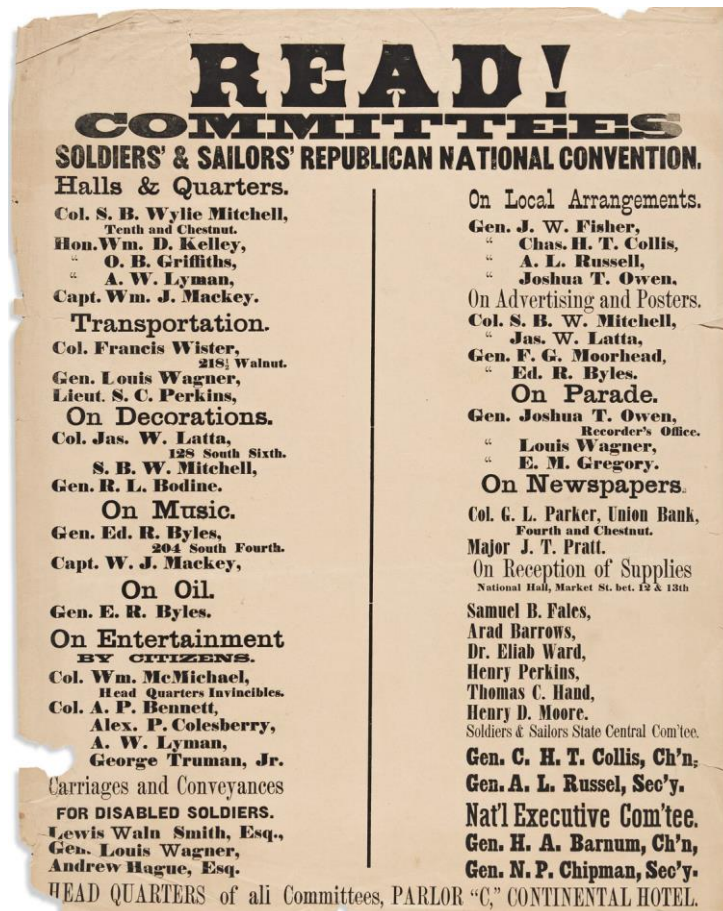 READ!
COMMITTEES
SOLDIERS' & SAILORS' REPUBLICAN NATIONAL CONVENTION.
Halls & Quarters.
Col. S. B. Wylie Mitchell,
Tenth and Chestnut.
Hon. Wm. D. Kelley,
" O. B. Griffiths,
" A. W. Lyman,
Capt. Wm. J. Mackey.
Transportation.
Col. Francis Wister,
218½ Walnut.
Gen. Louis Wagner,
Lieut. S. C. Perkins,
On Decorations.
Col. Jas. W. Latta,
128 South Sixth.
S. B. W. Mitchell,
Gen. R. L. Bodine.
On Music.
Gen. Ed. R. Byles,
204 South Fourth.
Capt. W. J. Mackey,
On Oil.
Gen. E. R. Byles.
On Entertainment
BY CITIZENS.
Col. Wm. McMichael,
Head Quarters Invincibles.
Col. A. P. Bennett,
Alex. P. Colesberry,
A. W. Lyman,
George Truman, Jr.
Carriages and Conveyances
FOR DISABLED SOLDIERS.
Lewis Waln Smith, Esq.,
Gen. Louis Wagner,
Andrew Hague, Esq.
On Local Arrangements.
Gen. J. W. Fisher,
" Chas. H. T. Collis,
" A. L. Russell,
" Joshua T. Owen.
On Advertising and Posters.
Col. S. B. W. Mitchell,
" Jas. W. Latta,
Gen. F. G. Moorhead,
" Ed. R. Byles.
On Parade.
Gen. Joshua T. Owen,
Recorder's Office.
" Louis Wagner,
" E. M. Gregory.
On Newspapers.
Col. G. L. Parker, Union Bank,
Fourth and Chestnut.
Major J. T. Pratt.
On Reception of Supplies
National Hall, Market St. bet. 12 & 13th
Samuel B. Fales,
Arad Barrows,
Dr. Eliab Ward,
Henry Perkins,
Thomas C. Hand,
Henry D. Moore.
Soldiers & Sailors State Central Com'tee.
Gen. C. H. T. Collis, Ch'n,
Gen. A. L. Russel, Sec'y.
Nat'l Executive Com'tee.
Gen. H. A. Barnum, Ch'n,
Gen. N. P. Chipman, Sec'y.
HEAD QUARTERS of all Committees, PARLOR "C," CONTINENTAL HOTEL.